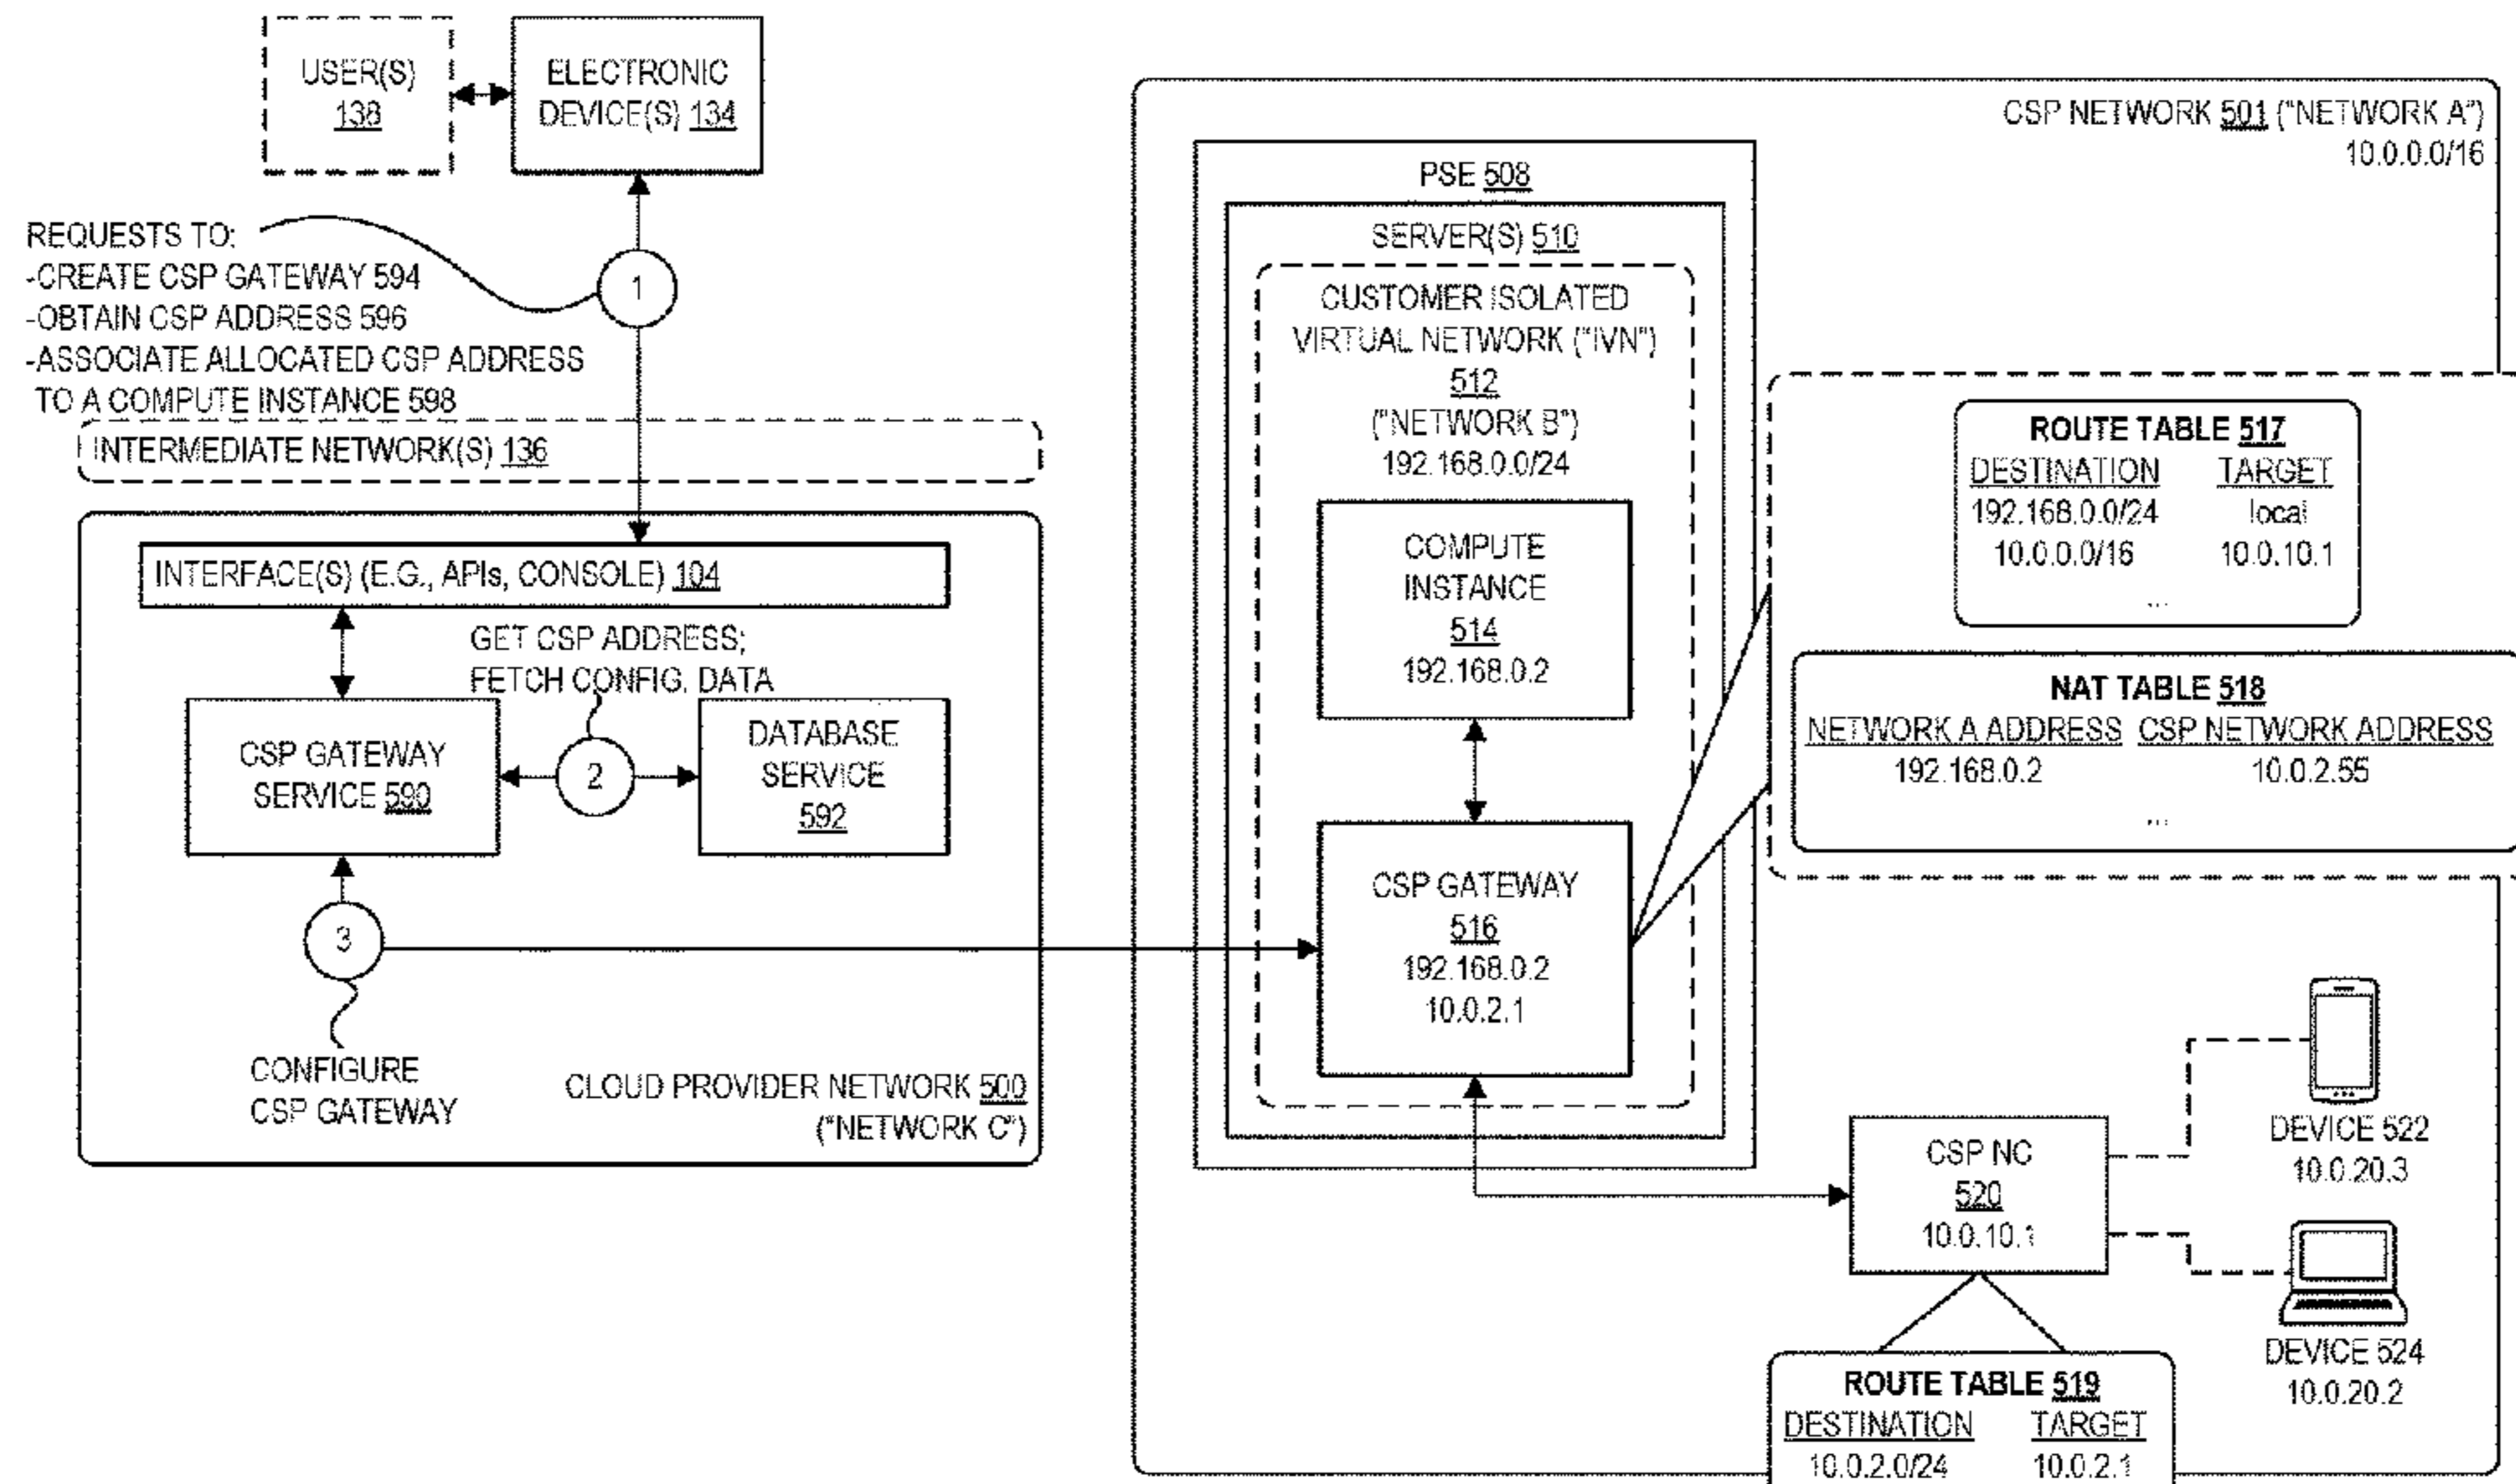 USER(S)
138
ELECTRONIC
DEVICE(S) 134
REQUESTS TO:
-CREATE CSP GATEWAY 594
-OBTAIN CSP ADDRESS 596
-ASSOCIATE ALLOCATED CSP ADDRESS
TO A COMPUTE INSTANCE 598
1
INTERMEDIATE NETWORK(S) 136
INTERFACE(S) (E.G., APIs, CONSOLE) 104
GET CSP ADDRESS;
FETCH CONFIG. DATA
CSP GATEWAY
SERVICE 590
2
DATABASE
SERVICE
592
3
CONFIGURE
CSP GATEWAY
CLOUD PROVIDER NETWORK 500
("NETWORK C")
CSP NETWORK 501 ("NETWORK A")
10.0.0.0/16
PSE 508
SERVER(S) 510
CUSTOMER ISOLATED
VIRTUAL NETWORK ("IVN")
512
("NETWORK B")
192.168.0.0/24
COMPUTE
INSTANCE
514
192.168.0.2
CSP GATEWAY
516
192.168.0.2
10.0.2.1
ROUTE TABLE 517
DESTINATION TARGET
192.168.0.0/24 local
10.0.0.0/16 10.0.10.1
...
NAT TABLE 518
NETWORK A ADDRESS CSP NETWORK ADDRESS
192.168.0.2 10.0.2.55
...
CSP NC
520
10.0.10.1
DEVICE 522
10.0.20.3
DEVICE 524
10.0.20.2
ROUTE TABLE 519
DESTINATION TARGET
10.0.2.0/24 10.0.2.1